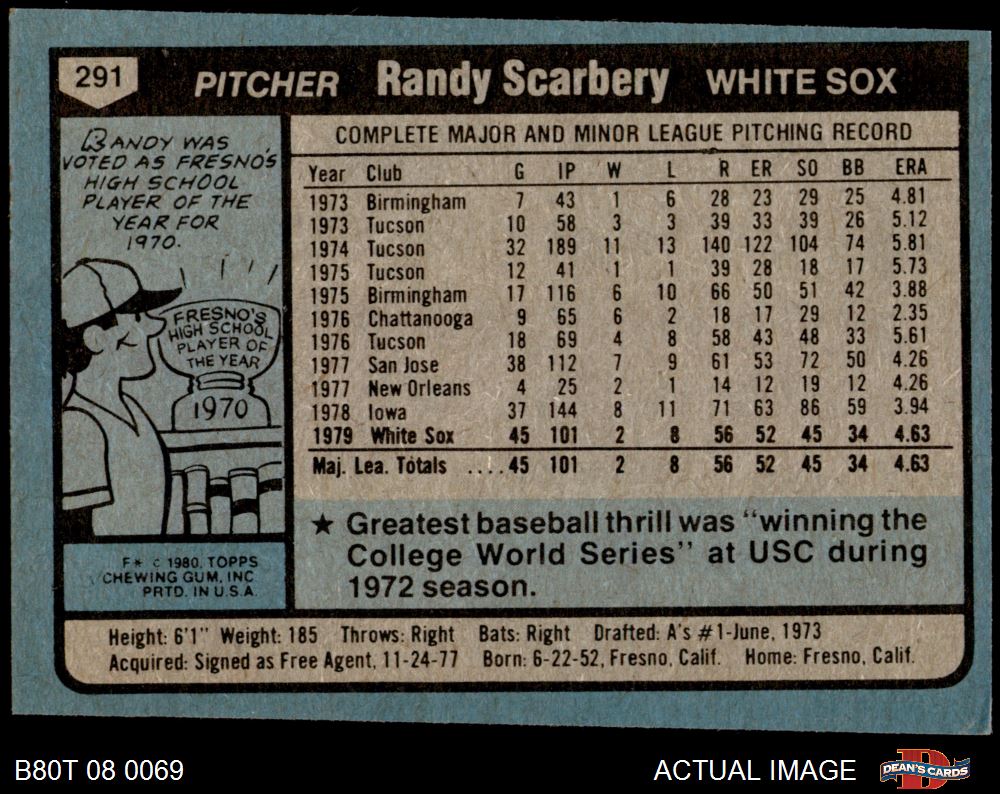 291 PITCHER Randy Scarbery WHITE SOX
RANDY WAS
VOTED AS FRESNO'S
HIGH SCHOOL
PLAYER OF THE
YEAR FOR
1970.
FRESNO'S
HIGH SCHOOL
PLAYER OF
THE YEAR
1970
F* © 1980. TOPPS
CHEWING GUM, INC
PRTD. IN U.S.A.
COMPLETE MAJOR AND MINOR LEAGUE PITCHING RECORD
Year Club G IP W L R ER SO BB ERA
1973 Birmingham 7 43 1 6 28 23 29 25 4.81
1973 Tucson 10 58 3 3 39 33 39 26 5.12
1974 Tucson 32 189 11 13 140 122 104 74 5.81
1975 Tucson 12 41 1 1 39 28 18 17 5.73
1975 Birmingham 17 116 6 10 66 50 51 42 3.88
1976 Chattanooga 9 65 6 2 18 17 29 12 2.35
1976 Tucson 18 69 4 8 58 43 48 33 5.61
1977 San Jose 38 112 7 9 61 53 72 50 4.26
1977 New Orleans 4 25 2 1 14 12 19 12 4.26
1978 Iowa 37 144 8 11 71 63 86 59 3.94
1979 White Sox 45 101 2 8 56 52 45 34 4.63
Maj. Lea. Totals ....45 101 2 8 56 52 45 34 4.63
★ Greatest baseball thrill was "winning the
College World Series" at USC during
1972 season.
Height: 6'1" Weight: 185 Throws: Right Bats: Right Drafted: A's #1-June, 1973
Acquired: Signed as Free Agent, 11-24-77 Born: 6-22-52, Fresno, Calif. Home: Fresno, Calif.
B80T 08 0069 ACTUAL IMAGE DEAN'S CARDS